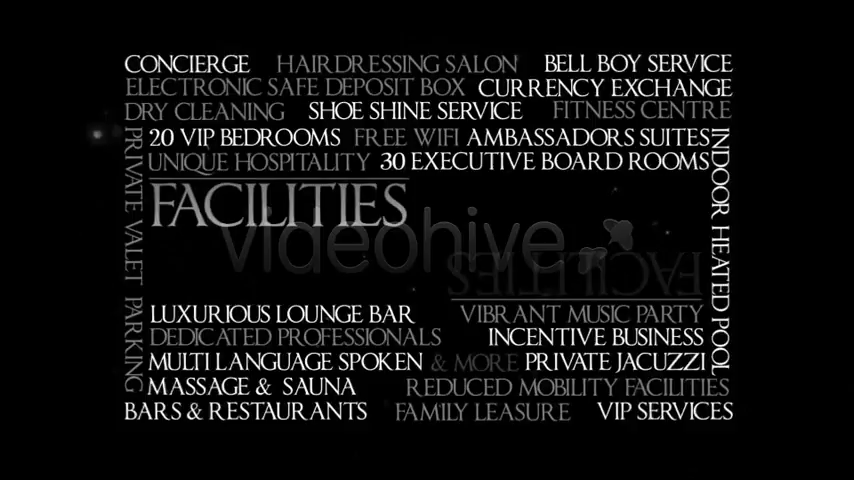 CONCIERGE HAIRDRESSING SALON BELL BOY SERVICE
ELECTRONIC SAFE DEPOSIT BOX CURRENCY EXCHANGE
DRY CLEANING SHOE SHINE SERVICE FITNESS CENTRE
PRIVATE VALET PARKING
20 VIP BEDROOMS FREE WIFI AMBASSADORS SUITES
UNIQUE HOSPITALITY 30 EXECUTIVE BOARD ROOMS
INDOOR HEATED POOL
FACILITIES
videohive
FACILITIES
LUXURIOUS LOUNGE BAR VIBRANT MUSIC PARTY
DEDICATED PROFESSIONALS INCENTIVE BUSINESS
MULTI LANGUAGE SPOKEN & MORE PRIVATE JACUZZI
MASSAGE & SAUNA REDUCED MOBILITY FACILITIES
BARS & RESTAURANTS FAMILY LEASURE VIP SERVICES